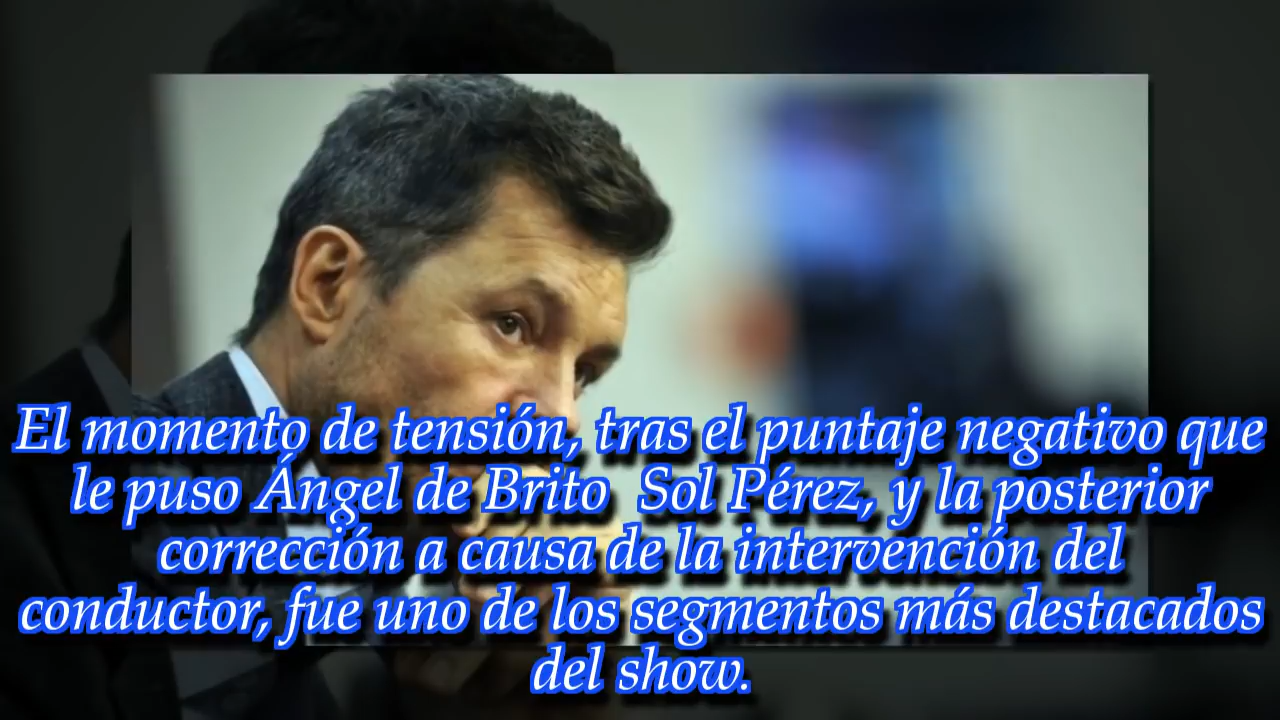 El momento de tensión, tras el puntaje negativo que
le puso Ángel de Brito  Sol Pérez, y la posterior
corrección a causa de la intervención del
conductor, fue uno de los segmentos más destacados
del show.